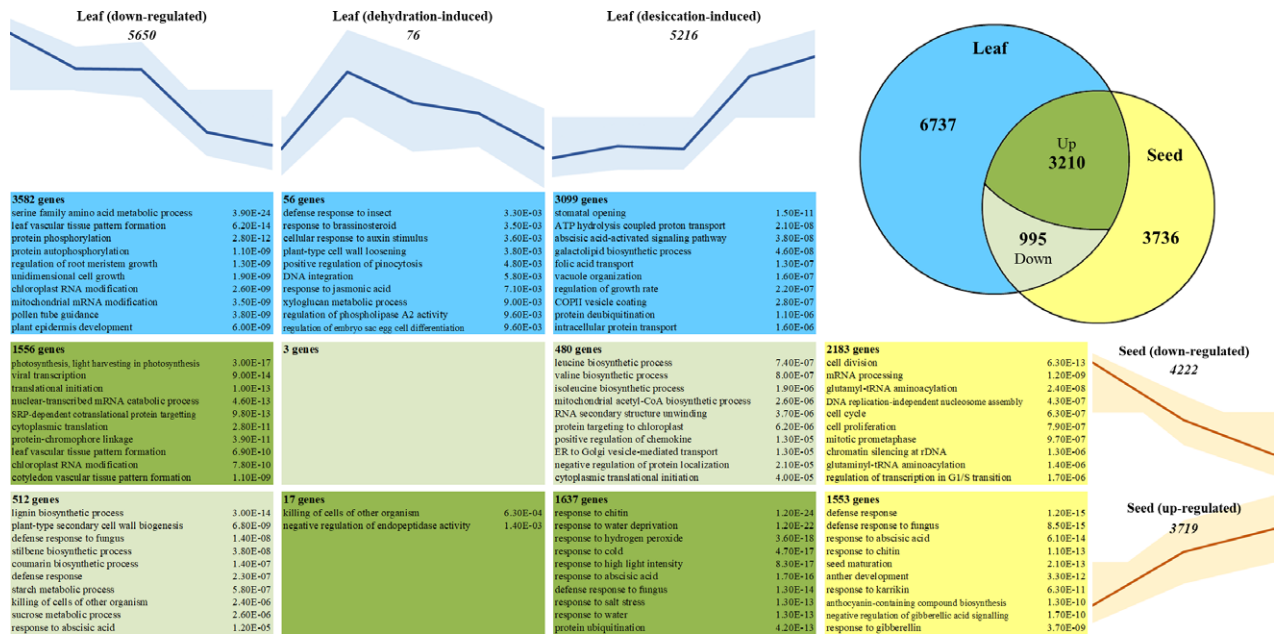 Leaf (down-regulated)
5650
Leaf (dehydration-induced)
76
Leaf (desiccation-induced)
5216
Leaf
6737
Up
3210
Seed
995
Down
3736
3582 genes
serine family amino acid metabolic process 3.90E-24
leaf vascular tissue pattern formation 6.20E-14
protein phosphorylation 2.80E-12
protein autophosphorylation 1.10E-09
regulation of root meristem growth 1.30E-09
unidimensional cell growth 1.90E-09
chloroplast RNA modification 2.60E-09
mitochondrial mRNA modification 3.50E-09
pollen tube guidance 3.80E-09
plant epidermis development 6.00E-09
56 genes
defense response to insect 3.30E-03
response to brassinosteroid 3.50E-03
cellular response to auxin stimulus 3.60E-03
plant-type cell wall loosening 3.80E-03
positive regulation of pinocytosis 4.80E-03
DNA integration 5.80E-03
response to jasmonic acid 7.10E-03
xyloglucan metabolic process 9.00E-03
regulation of phospholipase A2 activity 9.60E-03
regulation of embryo sac egg cell differentiation 9.60E-03
3099 genes
stomatal opening 1.50E-11
ATP hydrolysis coupled proton transport 2.10E-08
abscisic acid-activated signaling pathway 3.80E-08
galactolipid biosynthetic process 4.60E-08
folic acid transport 1.30E-07
vacuole organization 1.60E-07
regulation of growth rate 2.20E-07
COPII vesicle coating 2.80E-07
protein deubiquitination 1.10E-06
intracellular protein transport 1.60E-06
1556 genes
photosynthesis, light harvesting in photosynthesis 3.00E-17
viral transcription 9.00E-14
translational initiation 1.00E-13
nuclear-transcribed mRNA catabolic process 4.60E-13
SRP-dependent cotranslational protein targetting 9.80E-13
cytoplasmic translation 2.80E-11
protein-chromophore linkage 3.90E-11
leaf vascular tissue pattern formation 6.90E-10
chloroplast RNA modification 7.80E-10
cotyledon vascular tissue pattern formation 1.10E-09
3 genes
480 genes
leucine biosynthetic process 7.40E-07
valine biosynthetic process 8.00E-07
isoleucine biosynthetic process 1.90E-06
mitochondrial acetyl-CoA biosynthetic process 2.60E-06
RNA secondary structure unwinding 3.70E-06
protein targeting to chloroplast 6.20E-06
positive regulation of chemokine 1.30E-05
ER to Golgi vesicle-mediated transport 1.30E-05
negative regulation of protein localization 2.10E-05
cytoplasmic translational initiation 4.00E-05
2183 genes
cell division 6.30E-13
mRNA processing 1.20E-09
glutamyl-tRNA aminoacylation 2.40E-08
DNA replication-independent nucleosome assembly 4.30E-07
cell cycle 6.30E-07
cell proliferation 7.90E-07
mitotic prometaphase 9.70E-07
chromatin silencing at rDNA 1.30E-06
glutaminyl-tRNA aminoacylation 1.40E-06
regulation of transcription in G1/S transition 1.70E-06
Seed (down-regulated)
4222
512 genes
lignin biosynthetic process 3.00E-14
plant-type secondary cell wall biogenesis 6.80E-09
defense response to fungus 1.40E-08
stilbene biosynthetic process 3.80E-08
coumarin biosynthetic process 1.40E-07
defense response 2.30E-07
starch metabolic process 5.80E-07
killing of cells of other organism 2.40E-06
sucrose metabolic process 2.60E-06
response to abscisic acid 1.20E-05
17 genes
killing of cells of other organism 6.30E-04
negative regulation of endopeptidase activity 1.40E-03
1637 genes
response to chitin 1.20E-24
response to water deprivation 1.20E-22
response to hydrogen peroxide 3.60E-18
response to cold 4.70E-17
response to high light intensity 8.30E-17
response to abscisic acid 1.70E-16
defense response to fungus 1.30E-14
response to salt stress 1.30E-13
response to water 1.30E-13
protein ubiquitination 4.20E-13
1553 genes
defense response 1.20E-15
defense response to fungus 8.50E-15
response to abscisic acid 6.10E-14
response to chitin 1.10E-13
seed maturation 2.10E-13
anther development 3.30E-12
response to karrikin 6.30E-11
anthocyanin-containing compound biosynthesis 1.30E-10
negative regulation of gibberellic acid signalling 1.70E-10
response to gibberellin 3.70E-09
Seed (up-regulated)
3719